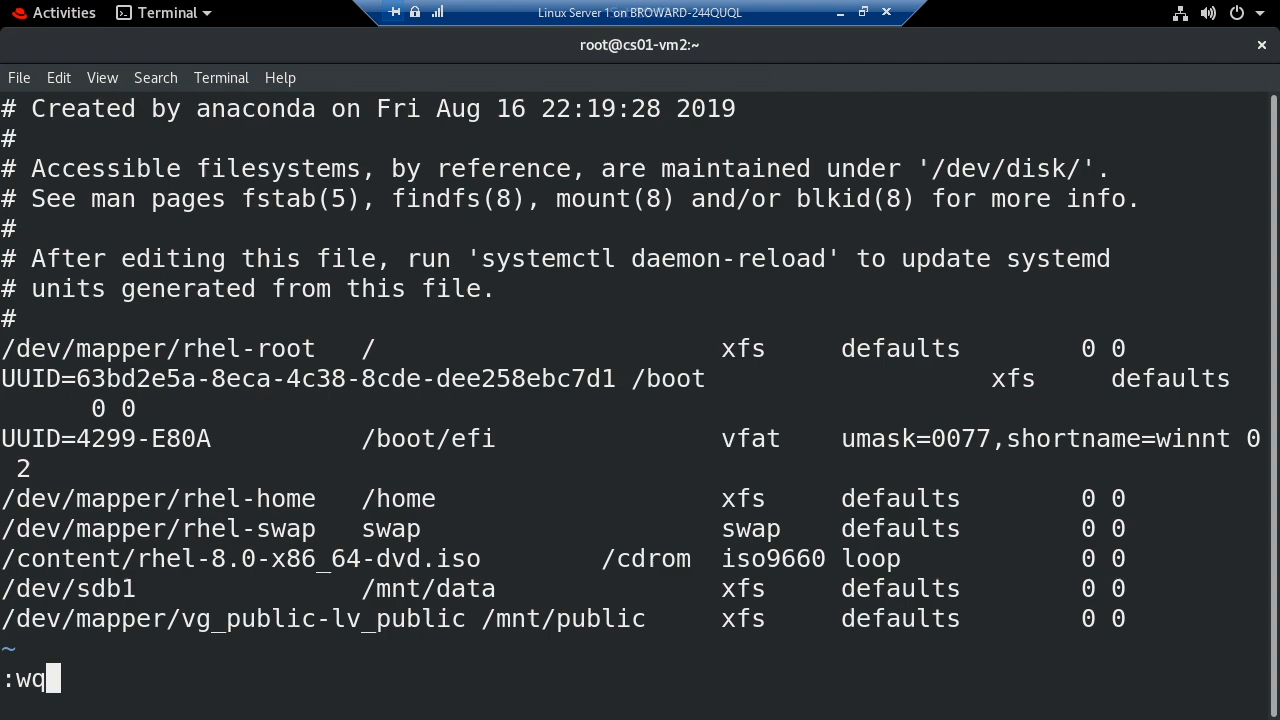 Activities Terminal Linux Server 1 on BROWARD-244QUQL
root@cs01-vm2:~
File Edit View Search Terminal Help
# Created by anaconda on Fri Aug 16 22:19:28 2019
#
# Accessible filesystems, by reference, are maintained under '/dev/disk/'.
# See man pages fstab(5), findfs(8), mount(8) and/or blkid(8) for more info.
#
# After editing this file, run 'systemctl daemon-reload' to update systemd
# units generated from this file.
#
/dev/mapper/rhel-root / xfs defaults 0 0
UUID=63bd2e5a-8eca-4c38-8cde-dee258ebc7d1 /boot xfs defaults
0 0
UUID=4299-E80A /boot/efi vfat umask=0077,shortname=winnt 0
2
/dev/mapper/rhel-home /home xfs defaults 0 0
/dev/mapper/rhel-swap swap swap defaults 0 0
/content/rhel-8.0-x86_64-dvd.iso /cdrom iso9660 loop 0 0
/dev/sdb1 /mnt/data xfs defaults 0 0
/dev/mapper/vg_public-lv_public /mnt/public xfs defaults 0 0
~
:wq